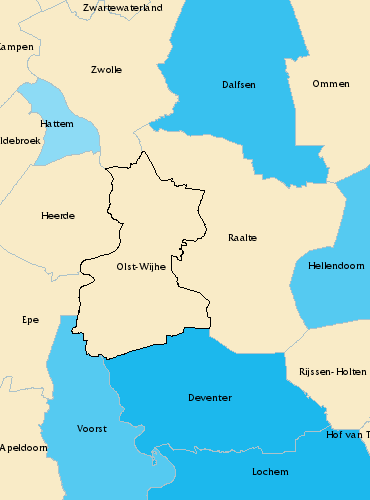 Zwartewaterland
Kampen
Zwolle
Dalfsen
Ommen
Hattem
ldebroek
Heerde
Raalte
Olst-Wijhe
Hellendoorn
Epe
Rijssen-Holten
Deventer
Voorst
Hof van T
Apeldoorn
Lochem